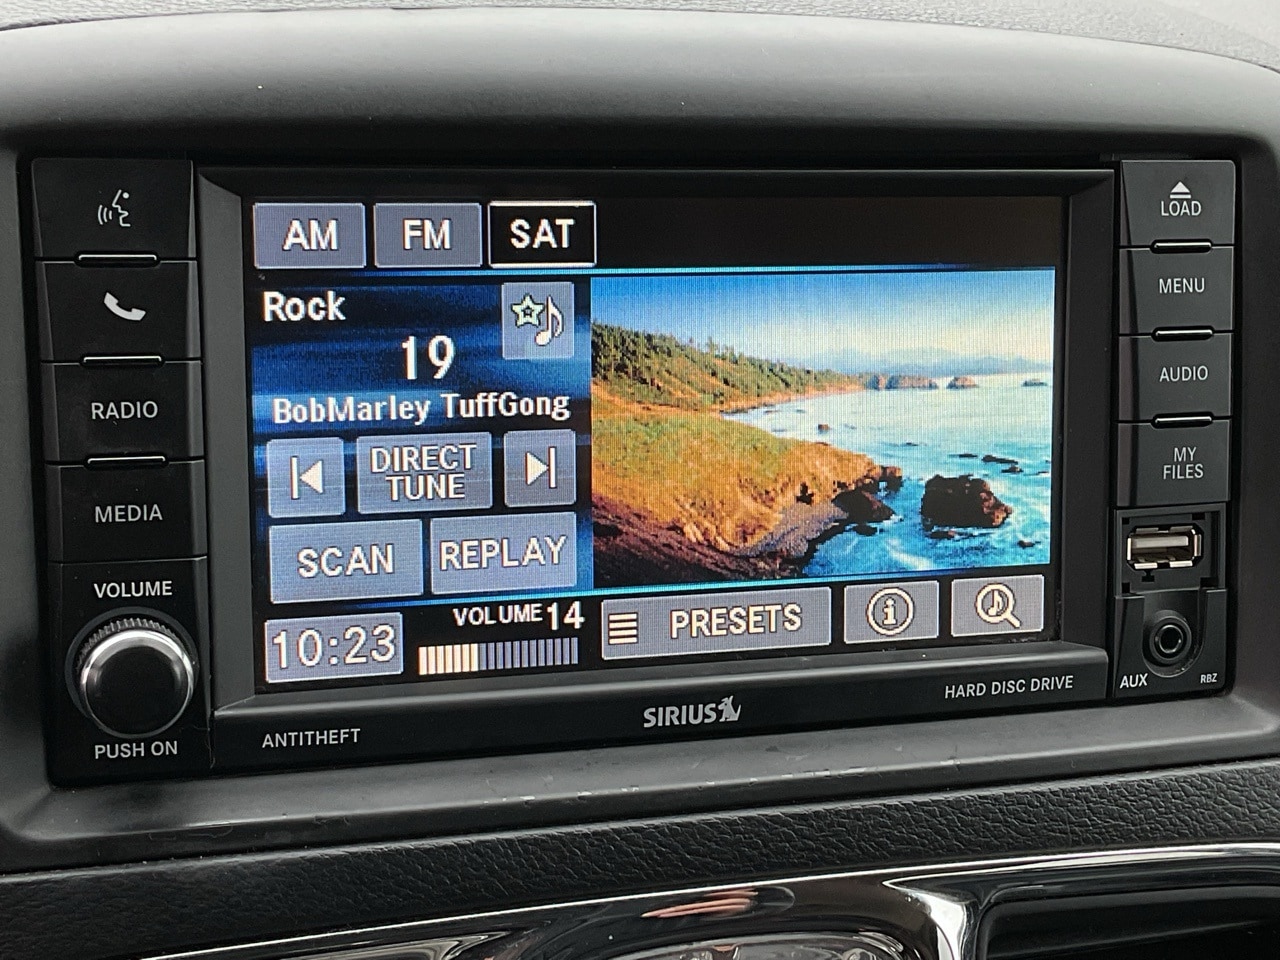 AM FM SAT
Rock
19
BobMarley TuffGong
DIRECT
TUNE
SCAN REPLAY
10:23
VOLUME 14
PRESETS
i
RADIO
MEDIA
VOLUME
PUSH ON
ANTITHEFT
SIRIUS
HARD DISC DRIVE
LOAD
MENU
AUDIO
MY
FILES
AUX
RBZ